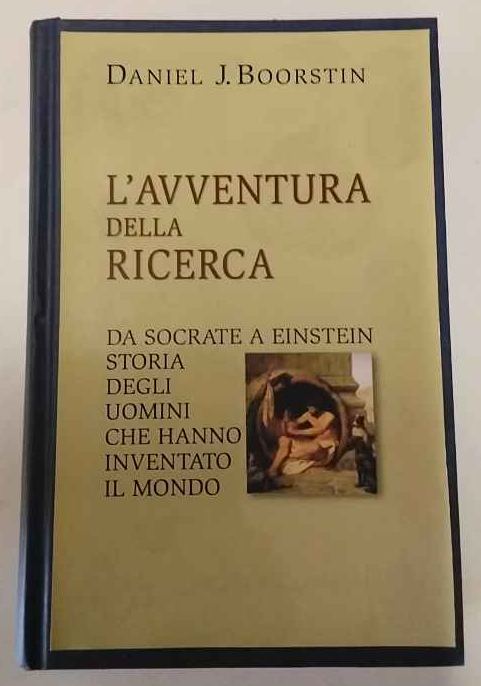 DANIEL J. BOORSTIN
L'AVVENTURA
DELLA
RICERCA
DA SOCRATE A EINSTEIN
STORIA
DEGLI
UOMINI
CHE HANNO
INVENTATO
IL MONDO